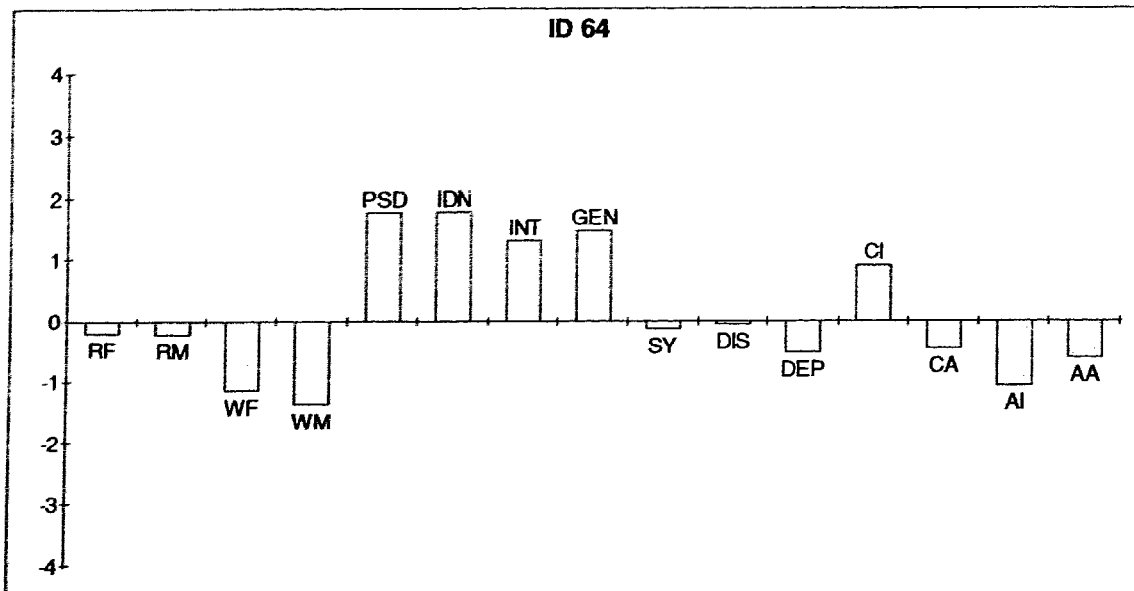 ID 64
4
3
2
1
0
-1
-2
-3
-4
RF
RM
WF
WM
PSD
IDN
INT
GEN
SY
DIS
DEP
CI
CA
AI
AA